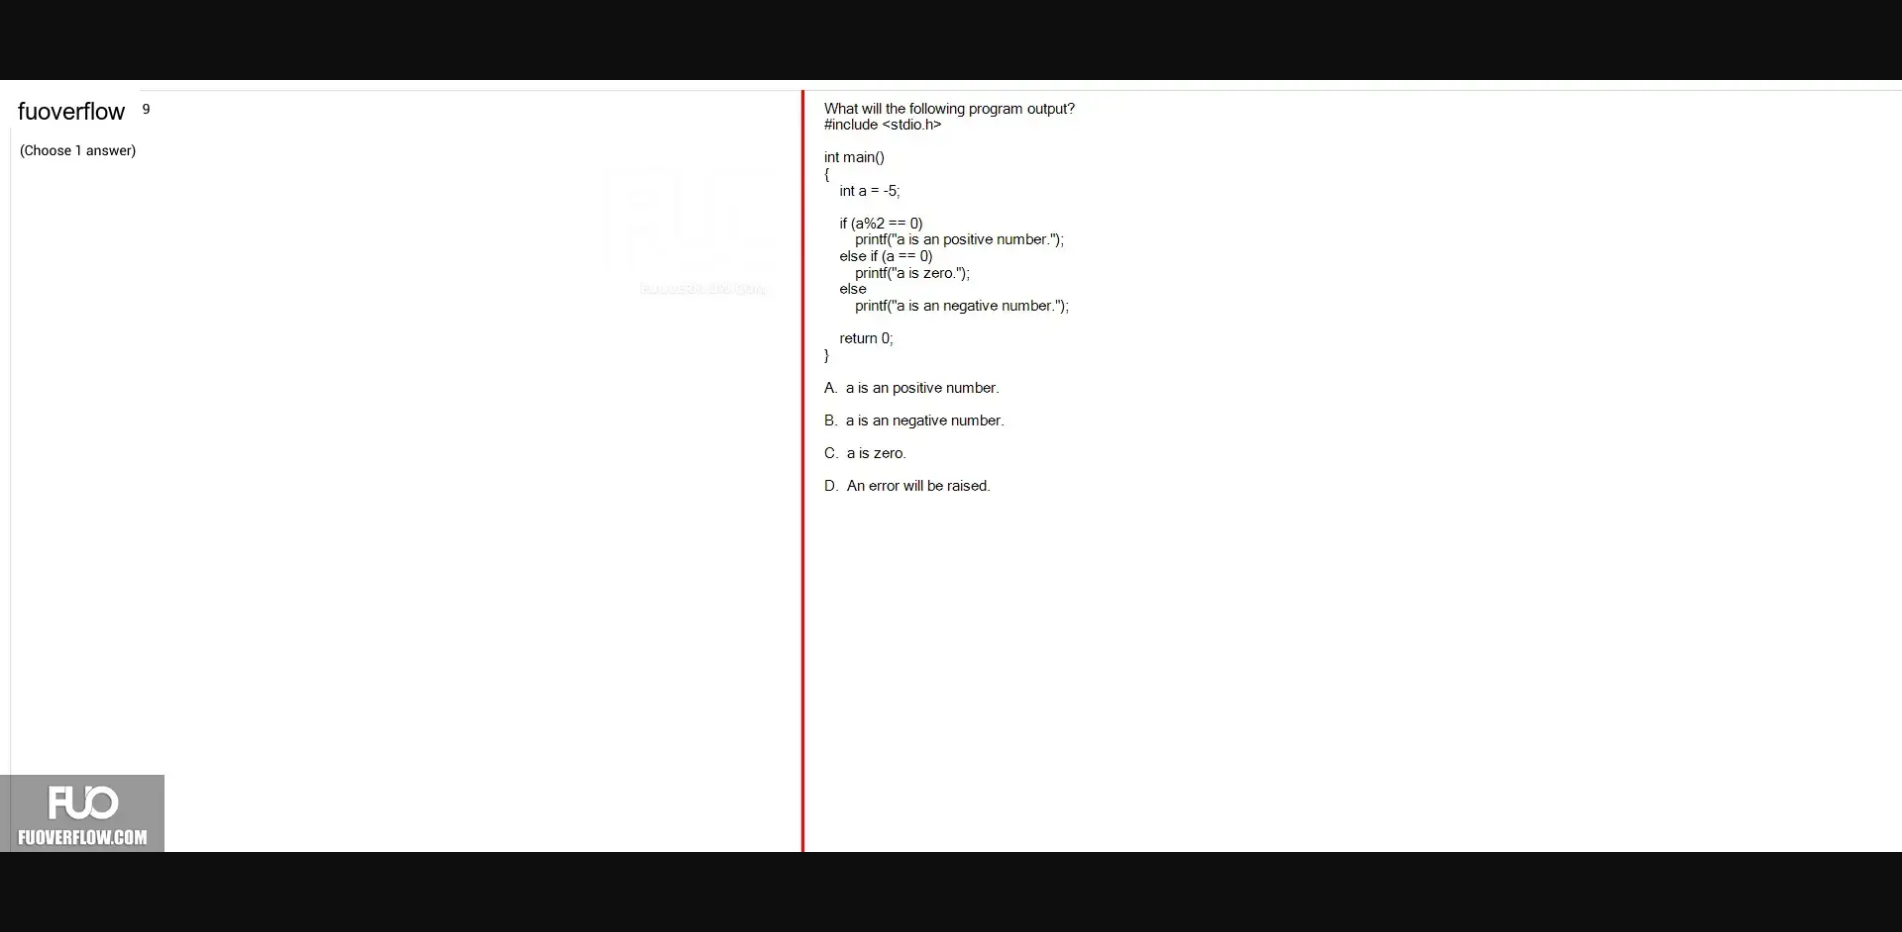 fuoverflow 9
(Choose 1 answer)
What will the following program output?
#include <stdio.h>
int main()
{
int a = -5;
if (a%2 == 0)
printf("a is an positive number.");
else if (a == 0)
printf("a is zero.");
else
printf("a is an negative number.");
return 0;
}
A. a is an positive number.
B. a is an negative number.
C. a is zero.
D. An error will be raised.
FUO
FUOVERFLOW.COM